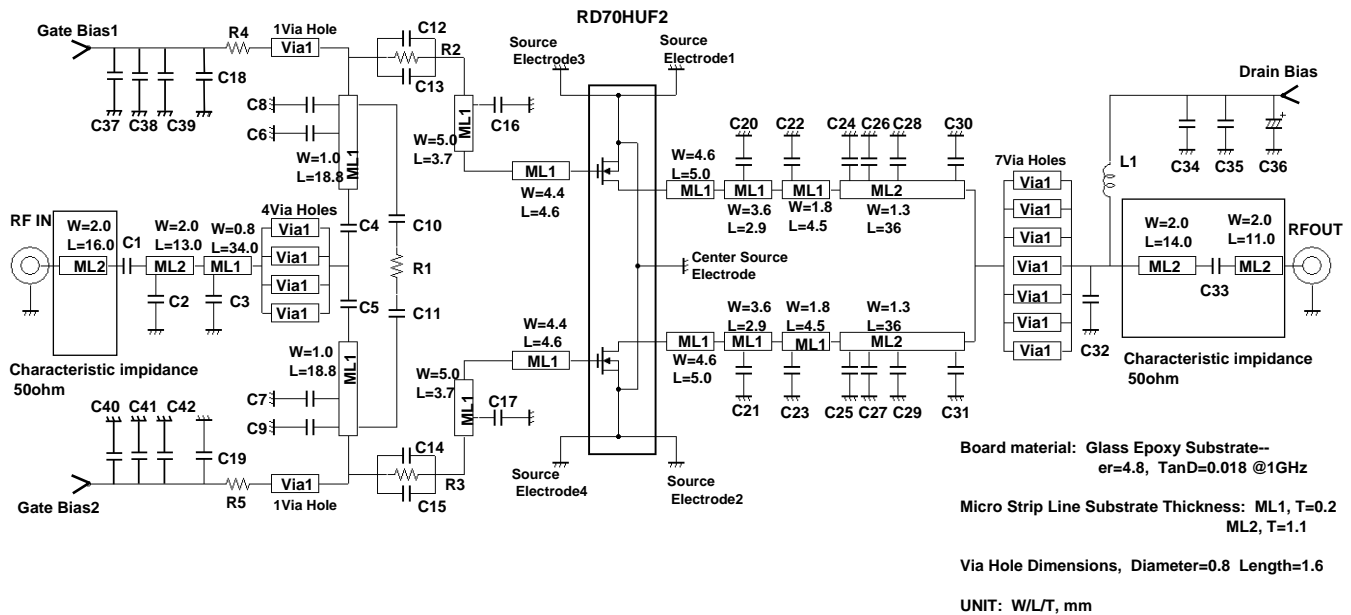 RD70HUF2
Gate Bias1
R4
1Via Hole
Via1
C12
R2
C13
Source
Electrode3
Source
Electrode1
Drain Bias
C37
C38
C39
C18
C8
C6
W=1.0
L=18.8
ML1
W=5.0
L=3.7
ML1
C16
ML1
W=4.4
L=4.6
C20
C22
C24
C26
C28
C30
W=4.6
L=5.0
ML1
ML1
ML1
ML2
W=3.6
L=2.9
W=1.8
L=4.5
W=1.3
L=36
7Via Holes
Via1
Via1
Via1
Via1
Via1
Via1
Via1
L1
C34
C35
C36
+
RF IN
W=2.0
L=16.0
ML2
C1
W=2.0
L=13.0
ML2
W=0.8
L=34.0
ML1
C2
C3
4Via Holes
Via1
Via1
Via1
Via1
C4
C5
C10
R1
C11
Center Source
Electrode
W=2.0
L=14.0
ML2
C33
W=2.0
L=11.0
ML2
RFOUT
C32
Characteristic impidance
50ohm
Characteristic impidance
50ohm
W=1.0
L=18.8
ML1
C7
C9
W=5.0
L=3.7
ML1
C17
W=4.4
L=4.6
ML1
W=3.6
L=2.9
W=1.8
L=4.5
W=1.3
L=36
ML1
ML1
ML1
ML2
W=4.6
L=5.0
C21
C23
C25
C27
C29
C31
C40
C41
C42
C19
Gate Bias2
R5
Via1
1Via Hole
C14
R3
C15
Source
Electrode4
Source
Electrode2
Board material: Glass Epoxy Substrate--
er=4.8, TanD=0.018 @1GHz
Micro Strip Line Substrate Thickness: ML1, T=0.2
ML2, T=1.1
Via Hole Dimensions, Diameter=0.8 Length=1.6
UNIT: W/L/T, mm